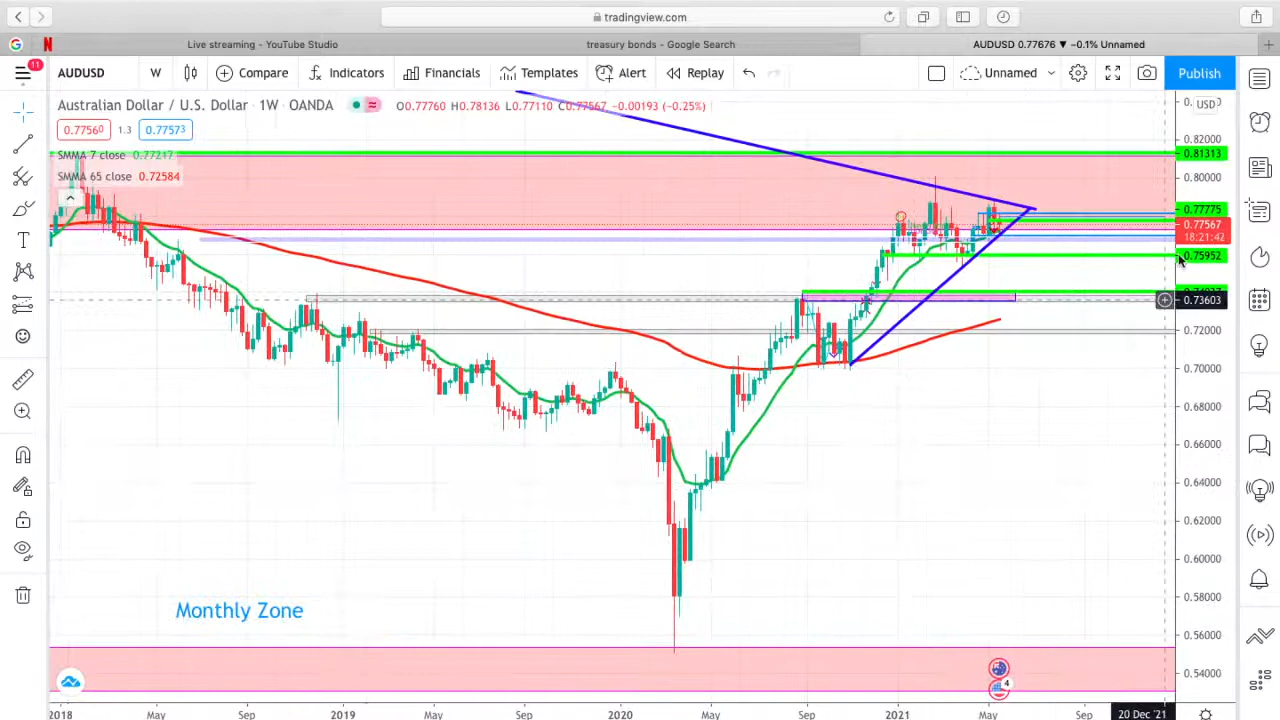 tradingview.com
Live streaming - YouTube Studio
treasury bonds - Google Search
AUDUSD 0.77676 ▼ −0.1% Unnamed
11
AUDUSD
W
Compare
Indicators
Financials
Templates
Alert
Replay
Unnamed
Publish
Australian Dollar / U.S. Dollar · 1W · OANDA
O0.77760 H0.78136 L0.77110 C0.77567 −0.00193 (−0.25%)
USD
0.77560
1.3
0.77573
SMMA 7 close 0.77217
SMMA 65 close 0.72584
0.82000
0.81313
0.80000
0.77775
0.77567
18:21:42
0.75952
0.73603
0.72000
0.70000
0.68000
0.66000
0.64000
0.62000
0.60000
0.58000
0.56000
0.54000
Monthly Zone
4
2018
May
Sep
2019
May
Sep
2020
May
Sep
2021
May
Sep
20 Dec '21